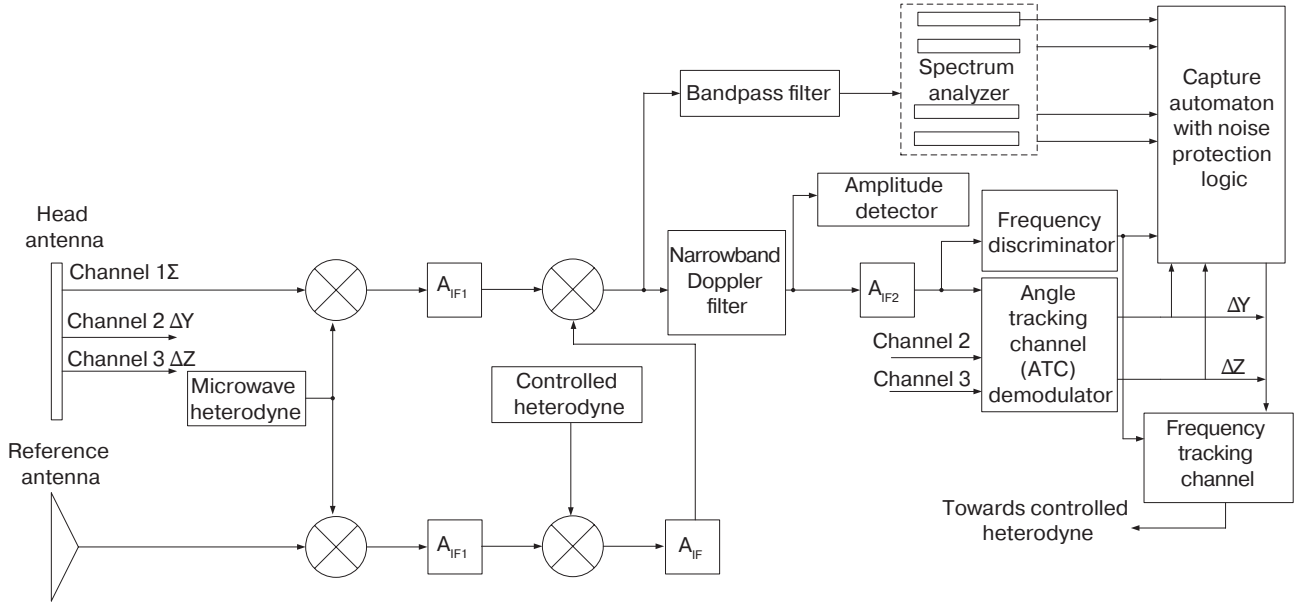 Spectrum
analyzer
Capture
automaton
with noise
protection
logic
Bandpass filter
Amplitude
detector
Head
antenna
Channel 1Σ
Channel 2 ΔY
Channel 3 ΔZ
A_IF1
Narrowband
Doppler
filter
A_IF2
Frequency
discriminator
Angle
tracking
channel
(ATC)
demodulator
Channel 2
Channel 3
ΔY
ΔZ
Microwave
heterodyne
Controlled
heterodyne
Reference
antenna
A_IF1
A_IF
Frequency
tracking
channel
Towards controlled
heterodyne